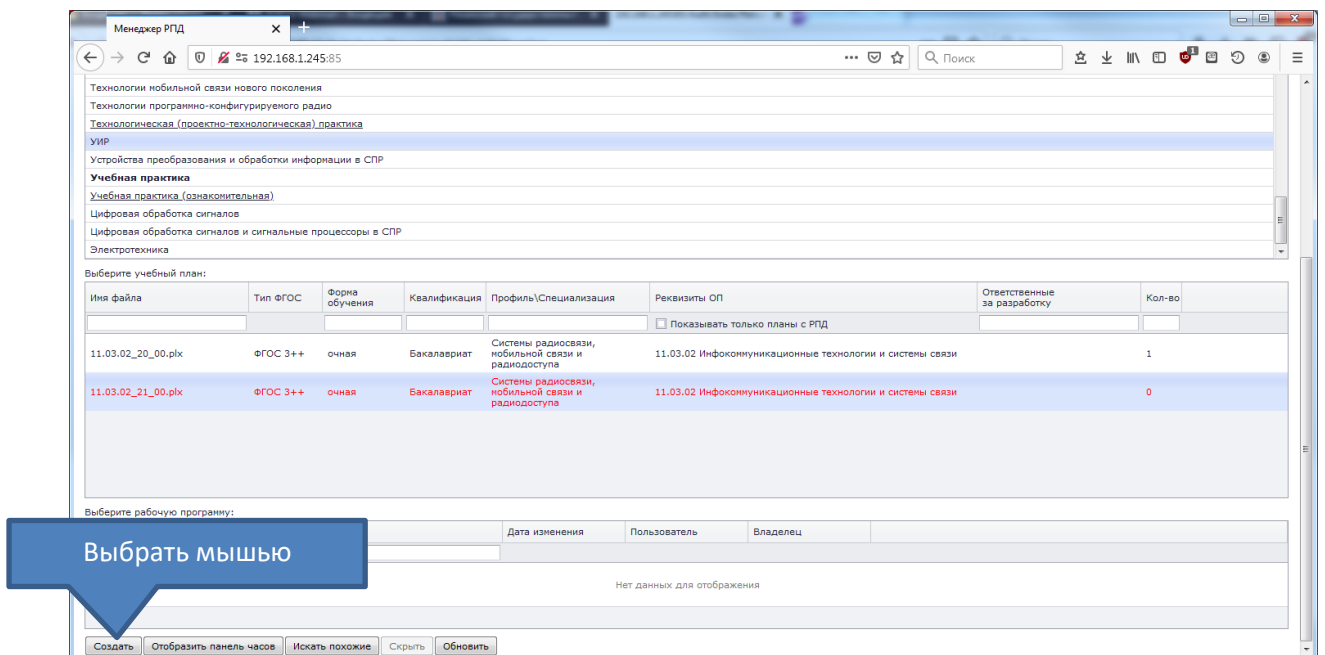 Менеджер РПД
192.168.1.245:85
Поиск
1
Технологии мобильной связи нового поколения
Технологии программно-конфигурируемого радио
Технологическая (проектно-технологическая) практика
УИР
Устройства преобразования и обработки информации в СПР
Учебная практика
Учебная практика (ознакомительная)
Цифровая обработка сигналов
Цифровая обработка сигналов и сигнальные процессоры в СПР
Электротехника
Выберите учебный план:
Имя файла Тип ФГОС Форма обучения Квалификация Профиль\Специализация Реквизиты ОП Ответственные за разработку Кол-во
Показывать только планы с РПД
11.03.02_20_00.plx ФГОС 3++ очная Бакалавриат Системы радиосвязи, мобильной связи и радиодоступа 11.03.02 Инфокоммуникационные технологии и системы связи 1
11.03.02_21_00.plx ФГОС 3++ очная Бакалавриат Системы радиосвязи, мобильной связи и радиодоступа 11.03.02 Инфокоммуникационные технологии и системы связи 0
Выберите рабочую программу:
Дата изменения Пользователь Владелец
Выбрать мышью
Нет данных для отображения
Создать Отобразить панель часов Искать похожие Скрыть Обновить